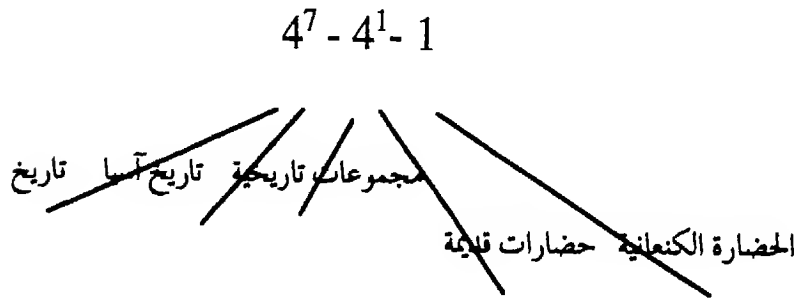 4⁷ - 4¹- 1
مجموعات تاريخية تاريخ آسيا تاريخ
الحضارة الكنعانية حضارات قديمة